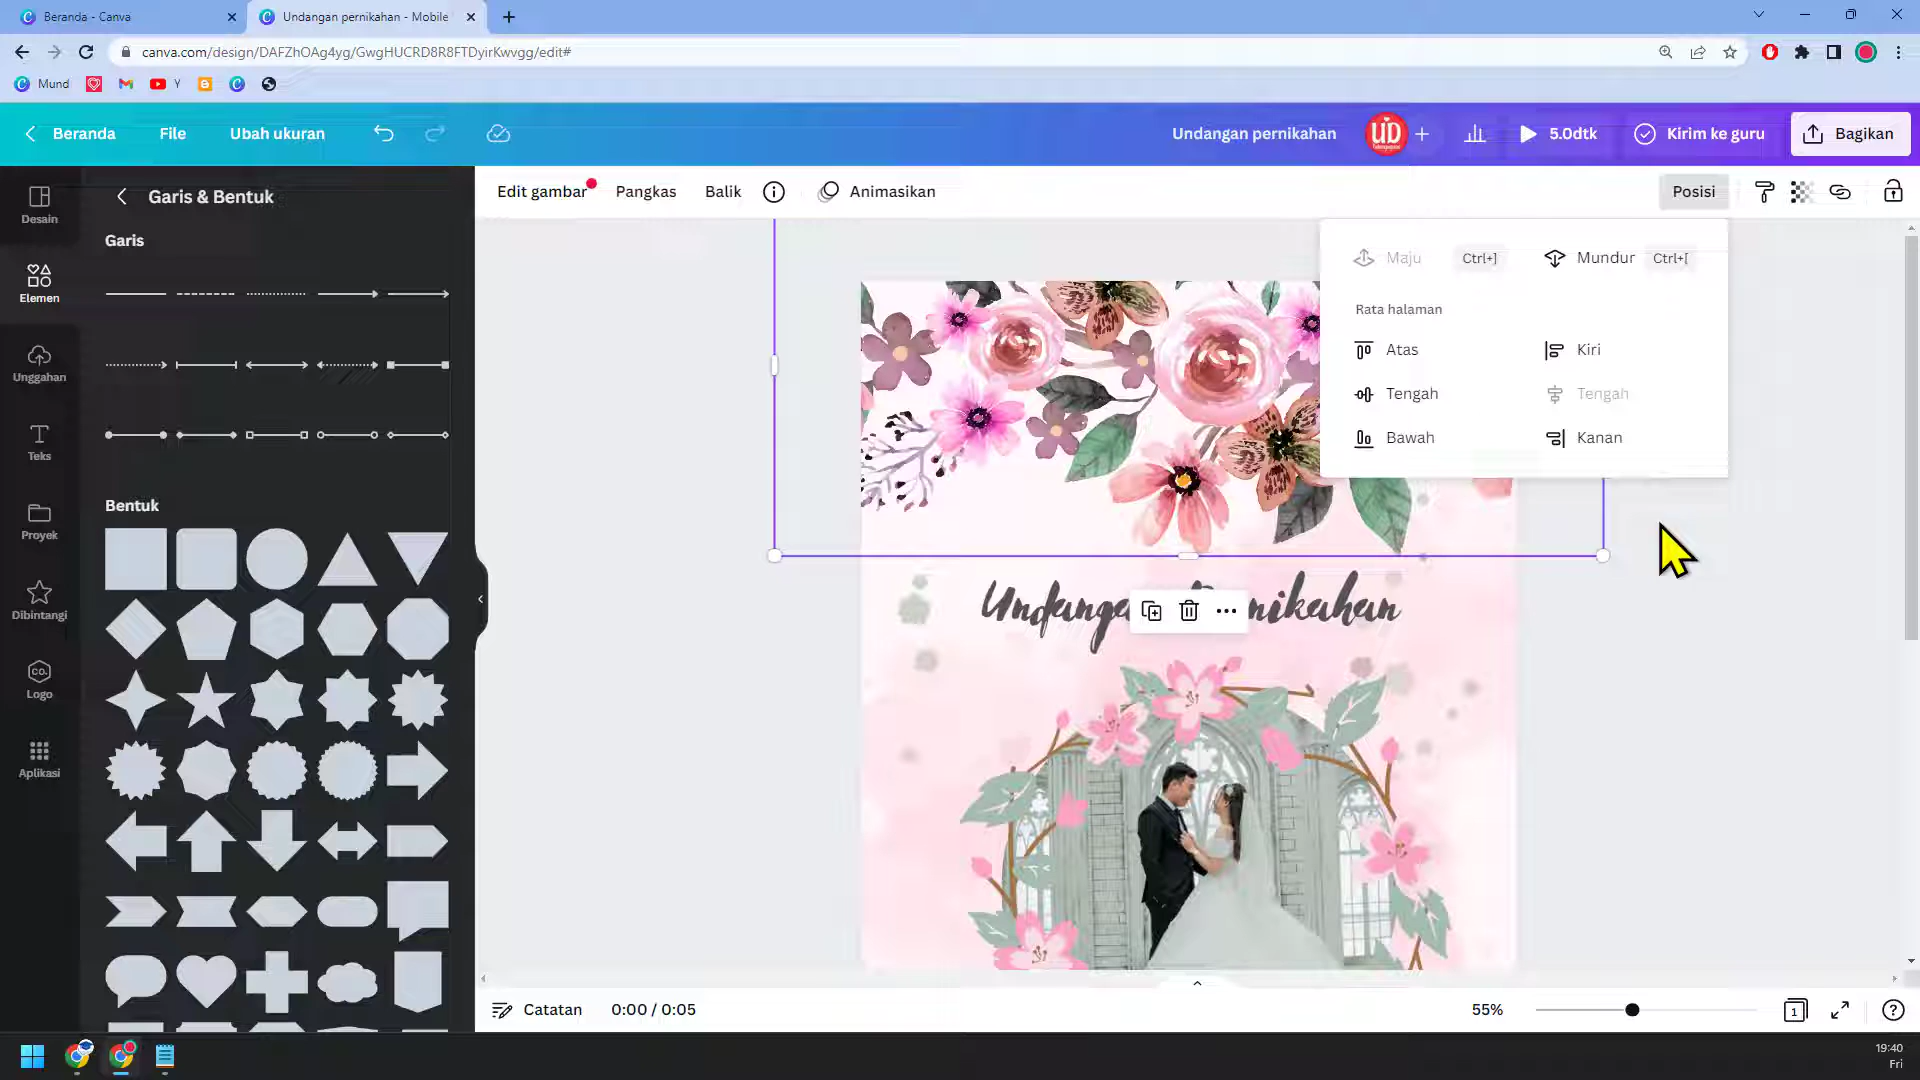 Beranda - Canva
Undangan pernikahan - Mobile
canva.com/design/DAFZhOAg4yg/GwgHUCRD8R8FTDyirKwvgg/edit#
Mund
Y
Beranda
File
Ubah ukuran
Undangan pernikahan
UD
5.0dtk
Kirim ke guru
Bagikan
Desain
Elemen
Unggahan
Teks
Proyek
Dibintangi
CO.
Logo
Aplikasi
Garis & Bentuk
Garis
Bentuk
Edit gambar
Pangkas
Balik
Animasikan
Posisi
Maju
Ctrl+]
Mundur
Ctrl+[
Rata halaman
Atas
Kiri
Tengah
Tengah
Bawah
Kanan
Catatan
0:00 / 0:05
55%
1
19:40
Fri